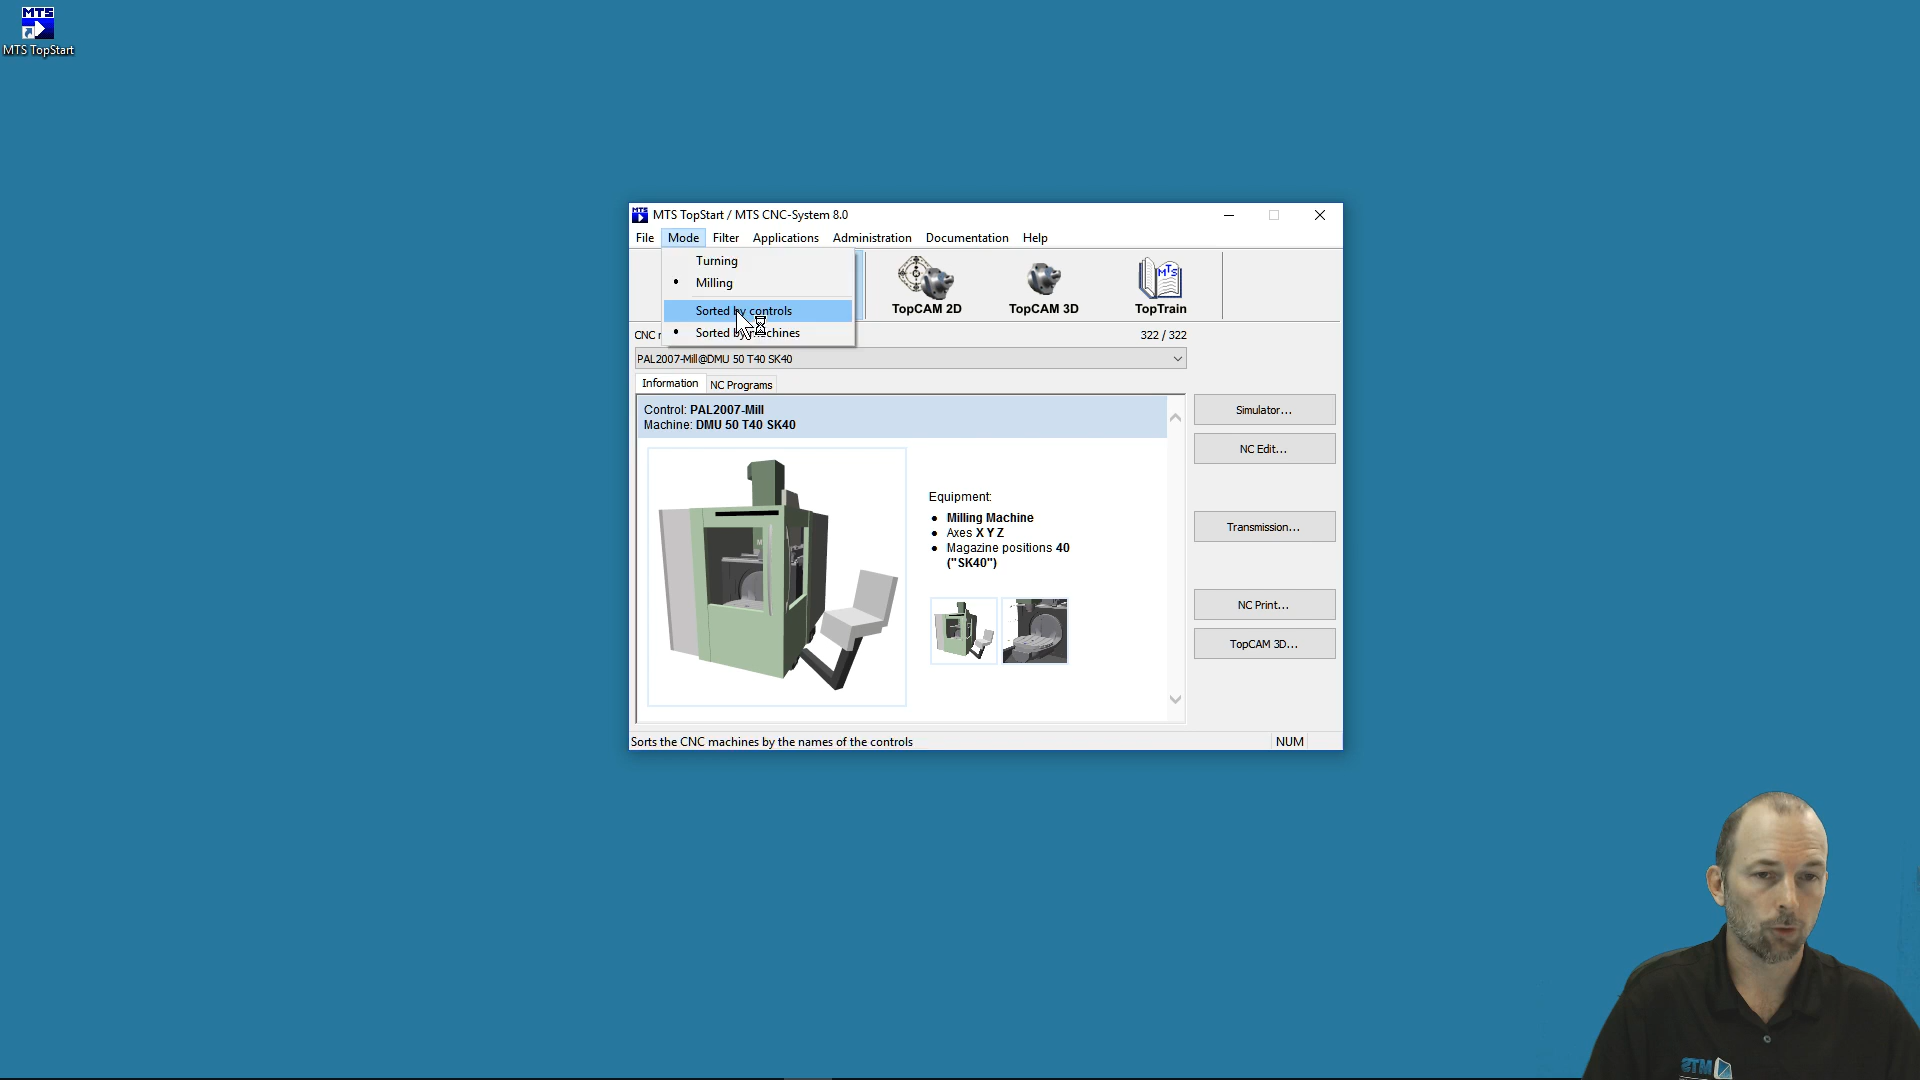 MTS
MTS TopStart
MTS TopStart / MTS CNC-System 8.0
File Mode Filter Applications Administration Documentation Help
Turning
Milling
Sorted by controls
Sorted by machines
TopCAM 2D
TopCAM 3D
MTS
TopTrain
CNC
322 / 322
PAL2007-Mill@DMU 50 T40 SK40
Information
NC Programs
Control: PAL2007-Mill
Machine: DMU 50 T40 SK40
Equipment:
Milling Machine
Axes X Y Z
Magazine positions 40
("SK40")
Simulator...
NC Edit...
Transmission...
NC Print...
TopCAM 3D...
Sorts the CNC machines by the names of the controls
NUM
MTS